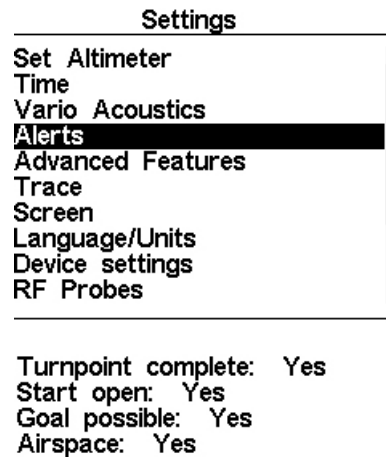 Settings
Set Altimeter
Time
Vario Acoustics
Alerts
Advanced Features
Trace
Screen
Language/Units
Device settings
RF Probes
Turnpoint complete: Yes
Start open: Yes
Goal possible: Yes
Airspace: Yes